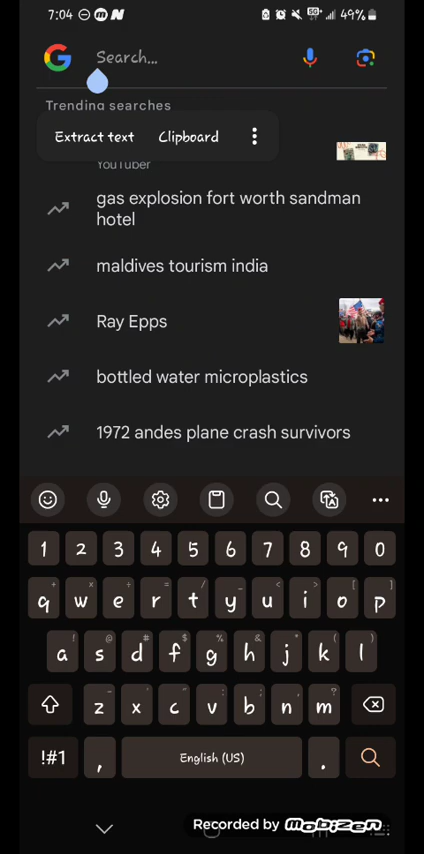 7:04 5G+ 49%
Search...
Trending searches
Extract text Clipboard
YouTuber
gas explosion fort worth sandman
hotel
maldives tourism india
Ray Epps
bottled water microplastics
1972 andes plane crash survivors
1 2 3 4 5 6 7 8 9 0
q w e r t y u i o p
a s d f g h j k l
z x c v b n m
!#1 , English (US) .
Recorded by mobizen